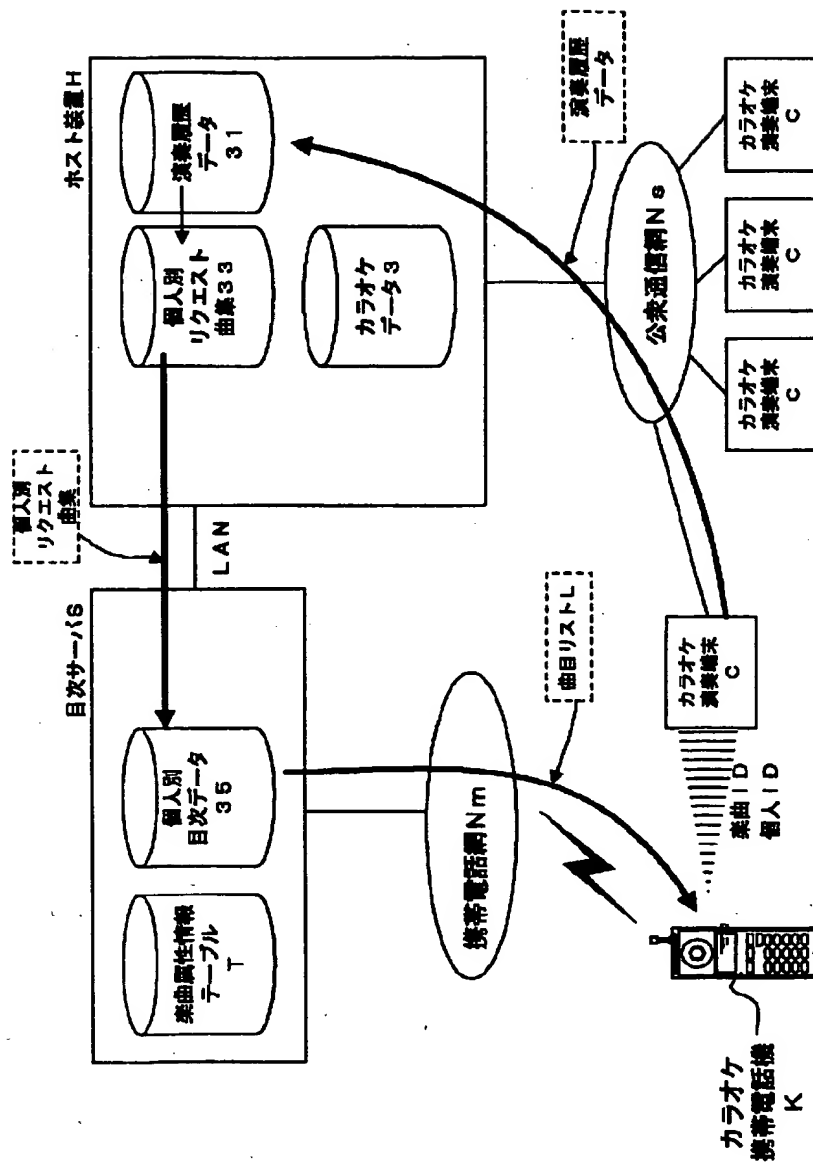 ホスト装置H
演奏履歴
データ
31
個人別
リクエスト
曲集33
カラオケ
データ3
個人別
リクエスト
曲集
LAN
目次サーバS
個人別
目次データ
35
楽曲属性情報
テーブル
T
携帯電話網Nm
曲目リストL
演奏履歴
データ
公衆通信網Ns
カラオケ
演奏端末
C
カラオケ
演奏端末
C
カラオケ
演奏端末
C
カラオケ
演奏端末
C
楽曲ID
個人ID
カラオケ
携帯電話機
K